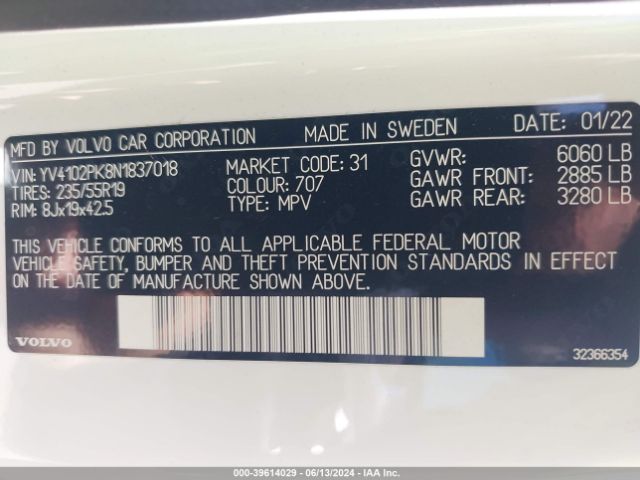 MFD BY VOLVO CAR CORPORATION MADE IN SWEDEN DATE: 01/22
VIN: YV4102PK8N1837018 MARKET CODE: 31 GVWR: 6060 LB
TIRES: 235/55R19 COLOUR: 707 GAWR FRONT: 2885 LB
RIM: 8Jx19x42.5 TYPE: MPV GAWR REAR: 3280 LB
THIS VEHICLE CONFORMS TO ALL APPLICABLE FEDERAL MOTOR
VEHICLE SAFETY, BUMPER AND THEFT PREVENTION STANDARDS IN EFFECT
ON THE DATE OF MANUFACTURE SHOWN ABOVE.
VOLVO 32366354
000-39614029 - 06/13/2024 - IAA Inc.